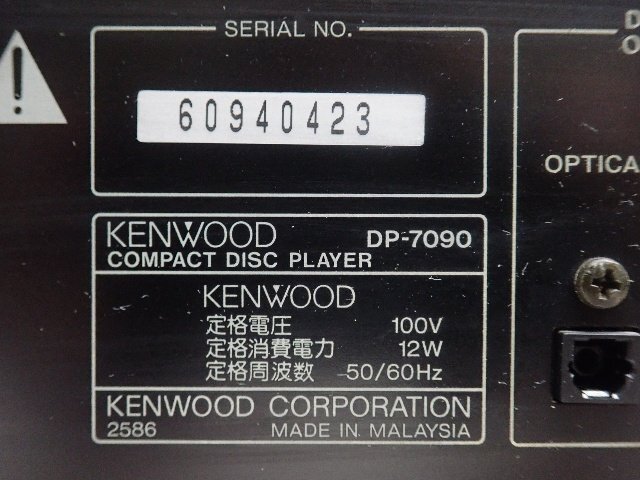 SERIAL NO.
60940423
OPTICA
KENWOOD DP-7090
COMPACT DISC PLAYER
KENWOOD
定格電圧 100V
定格消費電力 12W
定格周波数 50/60Hz
KENWOOD CORPORATION
2586 MADE IN MALAYSIA